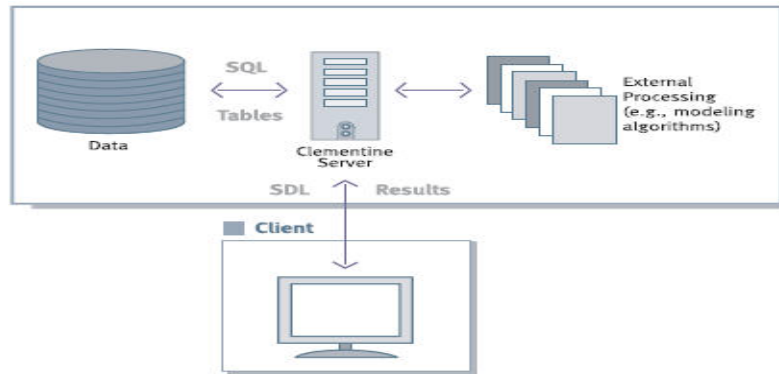 SQL
Tables
Data
Clementine
Server
External
Processing
(e.g., modeling
algorithms)
SDL
Results
Client